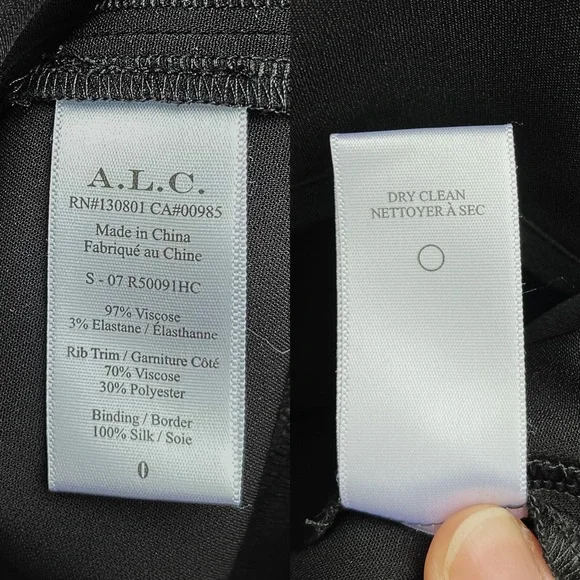 A.L.C.
RN#130801 CA#00985
Made in China
Fabriqué au Chine
S - 07 R50091HC
97% Viscose
3% Elastane / Élasthanne
Rib Trim / Garniture Côté
70% Viscose
30% Polyester
Binding / Border
100% Silk / Soie
0
DRY CLEAN
NETTOYER À SEC